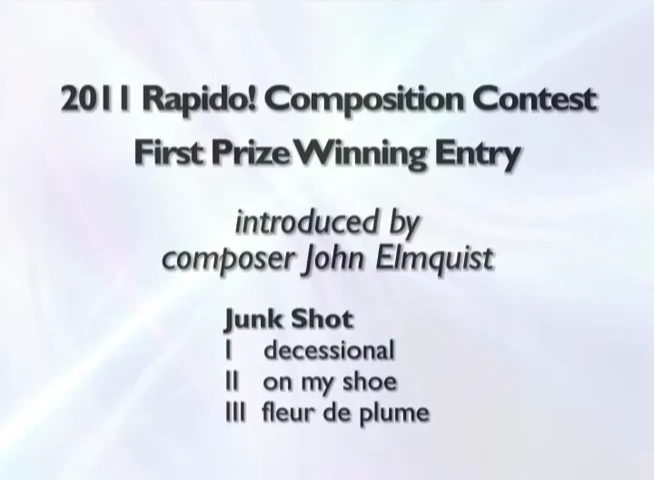 2011 Rapido! Composition Contest
First Prize Winning Entry
introduced by
composer John Elmquist
Junk Shot
I decessional
II on my shoe
III fleur de plume